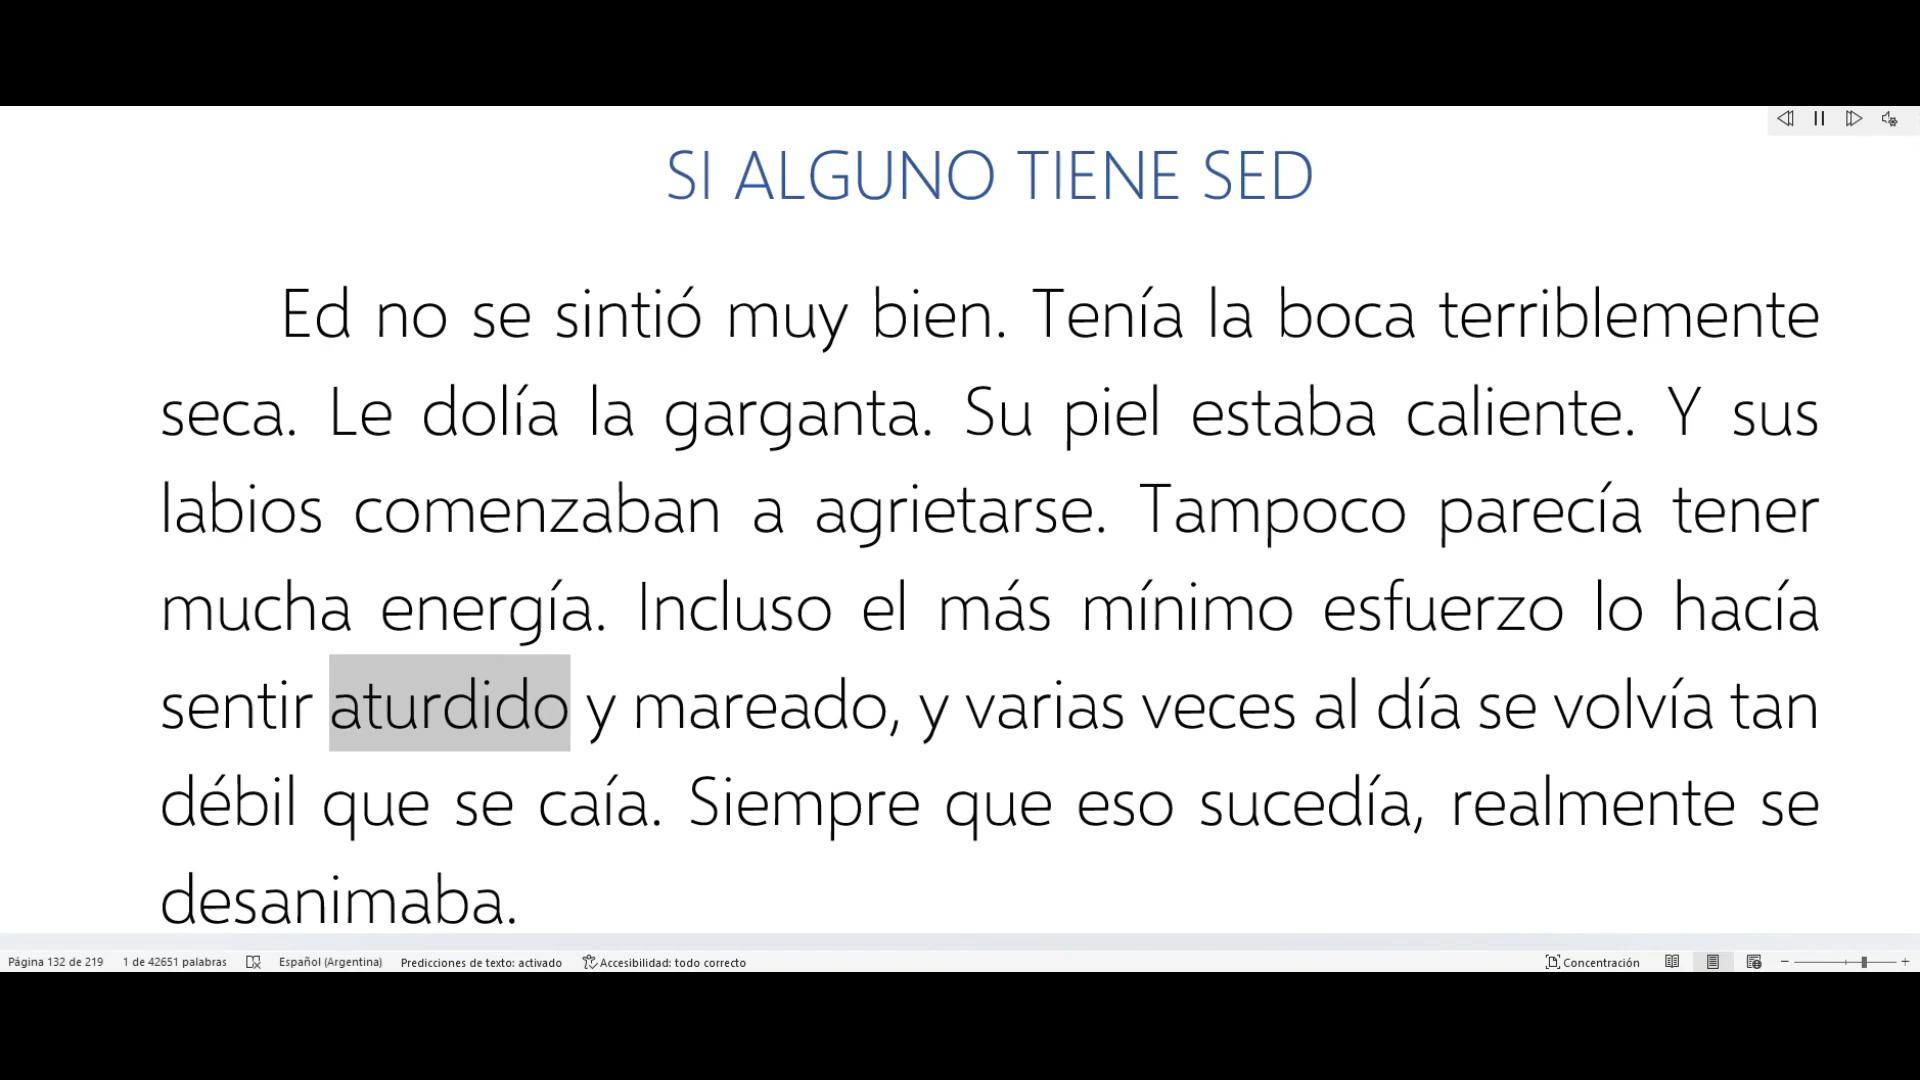 SI ALGUNO TIENE SED
Ed no se sintió muy bien. Tenía la boca terriblemente
seca. Le dolía la garganta. Su piel estaba caliente. Y sus
labios comenzaban a agrietarse. Tampoco parecía tener
mucha energía. Incluso el más mínimo esfuerzo lo hacía
sentir aturdido y mareado, y varias veces al día se volvía tan
débil que se caía. Siempre que eso sucedía, realmente se
desanimaba.
Página 132 de 219 1 de 42651 palabras Español (Argentina) Predicciones de texto: activado Accesibilidad: todo correcto Concentración